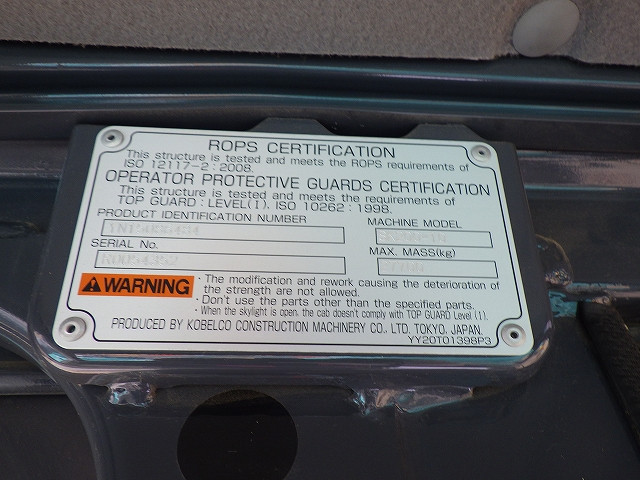 ROPS CERTIFICATION
This structure is tested and meets the ROPS requirements of
ISO 12117-2 : 2008.
OPERATOR PROTECTIVE GUARDS CERTIFICATION
This structure is tested and meets the requirements of
TOP GUARD : LEVEL(1), ISO 10262 : 1998.
PRODUCT IDENTIFICATION NUMBER
MACHINE MODEL
SERIAL No.
MAX. MASS(kg)
WARNING
· The modification and rework causing the deterioration of
the strength are not allowed.
· Don't use the parts other than the specified parts.
· When the skylight is open, the cab doesn't comply with TOP GUARD Level (1).
PRODUCED BY KOBELCO CONSTRUCTION MACHINERY CO., LTD. TOKYO. JAPAN.
YY20T01398P3